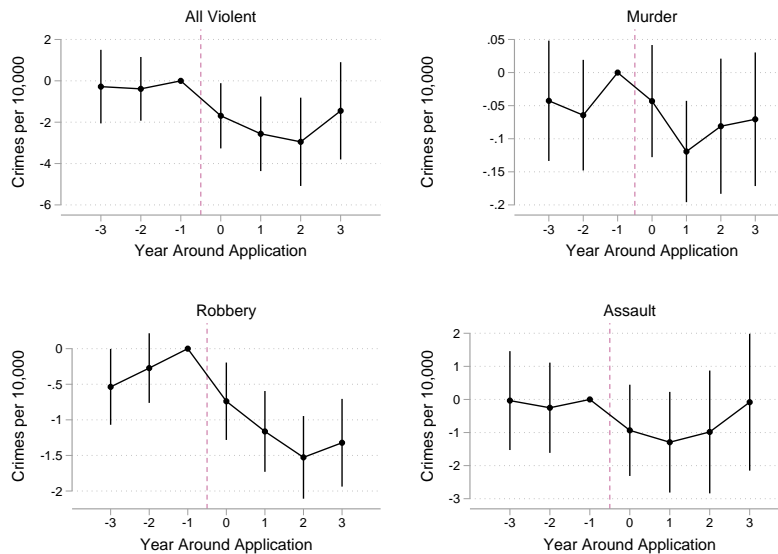 All Violent
Crimes per 10,000
2
0
-2
-4
-6
-3 -2 -1 0 1 2 3
Year Around Application
Murder
Crimes per 10,000
.05
0
-.05
-.1
-.15
-.2
-3 -2 -1 0 1 2 3
Year Around Application
Robbery
Crimes per 10,000
0
-.5
-1
-1.5
-2
-3 -2 -1 0 1 2 3
Year Around Application
Assault
Crimes per 10,000
2
1
0
-1
-2
-3
-3 -2 -1 0 1 2 3
Year Around Application